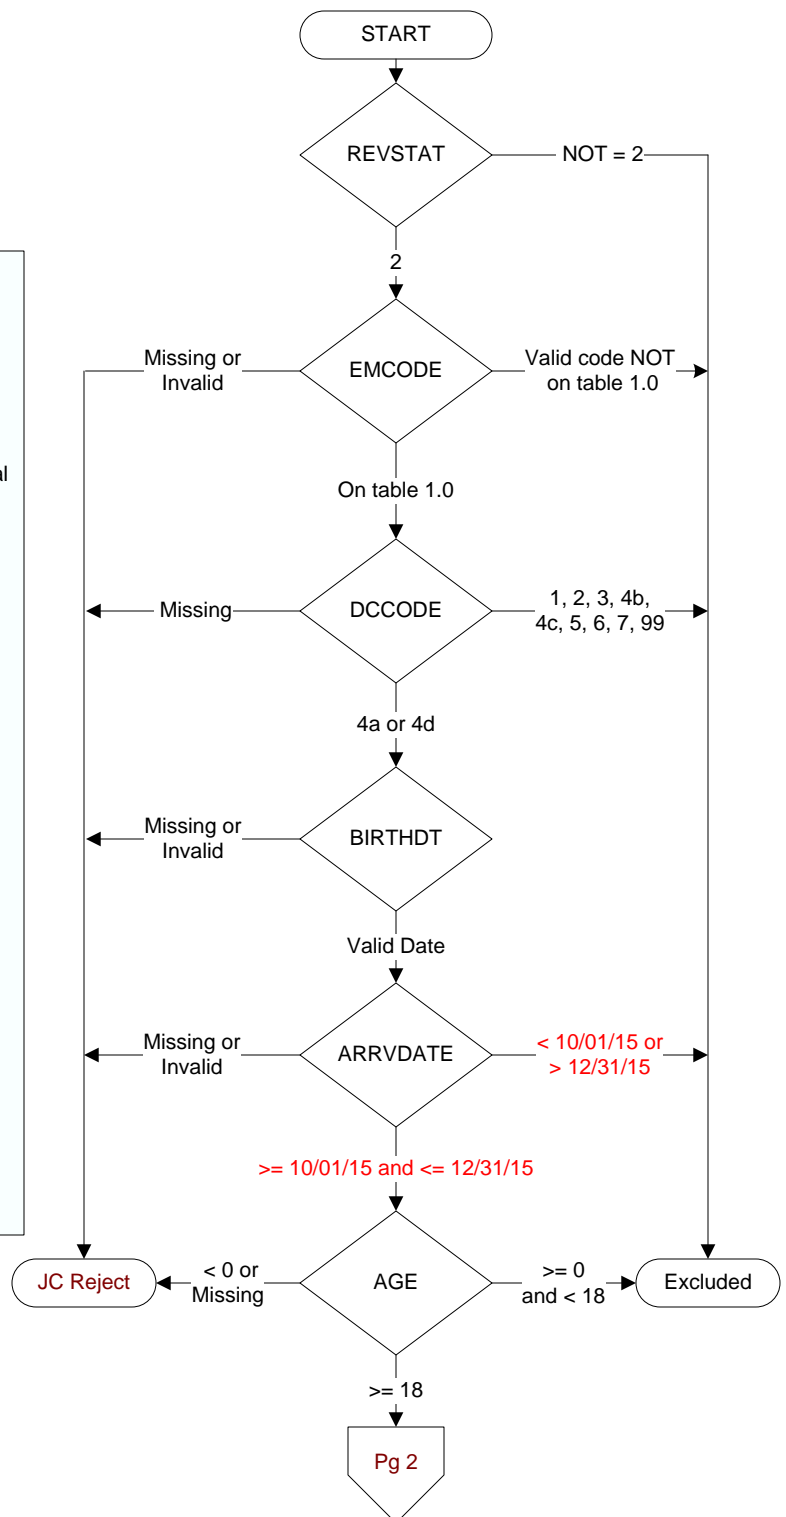 START
REVSTAT
NOT = 2
2
Missing or
Invalid
EMCODE
Valid code NOT
on table 1.0
al
On table 1.0
Missing
DCCODE
1, 2, 3, 4b,
4c, 5, 6, 7, 99
4a or 4d
Missing or
Invalid
BIRTHDT
Valid Date
Missing or
Invalid
ARRVDATE
< 10/01/15 or
> 12/31/15
>= 10/01/15 and <= 12/31/15
JC Reject
< 0 or
Missing
AGE
>= 0
and < 18
Excluded
>= 18
Pg 2